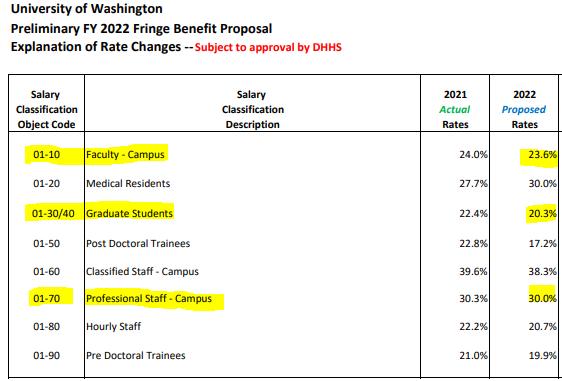 University of Washington
Preliminary FY 2022 Fringe Benefit Proposal
Explanation of Rate Changes -- Subject to approval by DHHS
Salary Classification Object Code Salary Classification Description 2021 Actual Rates 2022 Proposed Rates
01-10 Faculty - Campus 24.0% 23.6%
01-20 Medical Residents 27.7% 30.0%
01-30/40 Graduate Students 22.4% 20.3%
01-50 Post Doctoral Trainees 22.8% 17.2%
01-60 Classified Staff - Campus 39.6% 38.3%
01-70 Professional Staff - Campus 30.3% 30.0%
01-80 Hourly Staff 22.2% 20.7%
01-90 Pre Doctoral Trainees 21.0% 19.9%